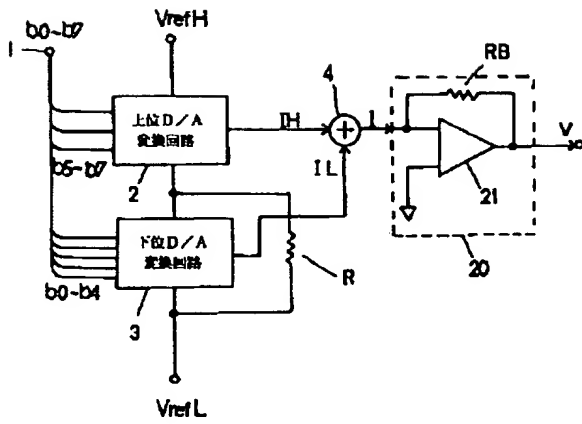 b0~b7
1
VrefH
上位D/A
変換回路
b5~b7
2
IH
4
I
RB
V
21
20
IL
下位D/A
変換回路
b0~b4
3
R
VrefL